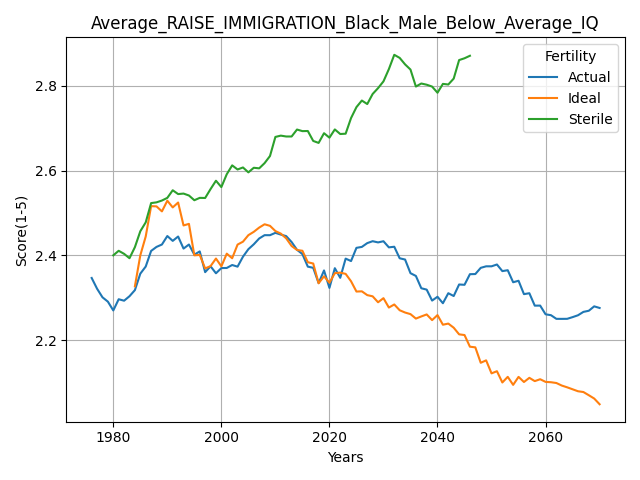 Average_RAISE_IMMIGRATION_Black_Male_Below_Average_IQ
Fertility
Actual
Ideal
Sterile
Score(1-5)
2.8
2.6
2.4
2.2
1980 2000 2020 2040 2060
Years